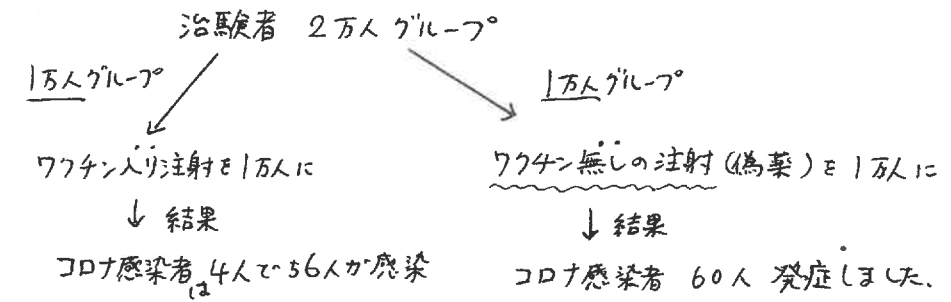 治験者 2万人グループ
1万人グループ
1万人グループ
ワクチン入り注射を1万人に
ワクチン無しの注射(偽薬)を1万人に
↓ 結果
↓ 結果
コロナ感染者は4人で56人が感染
コロナ感染者 60人 発症しました.